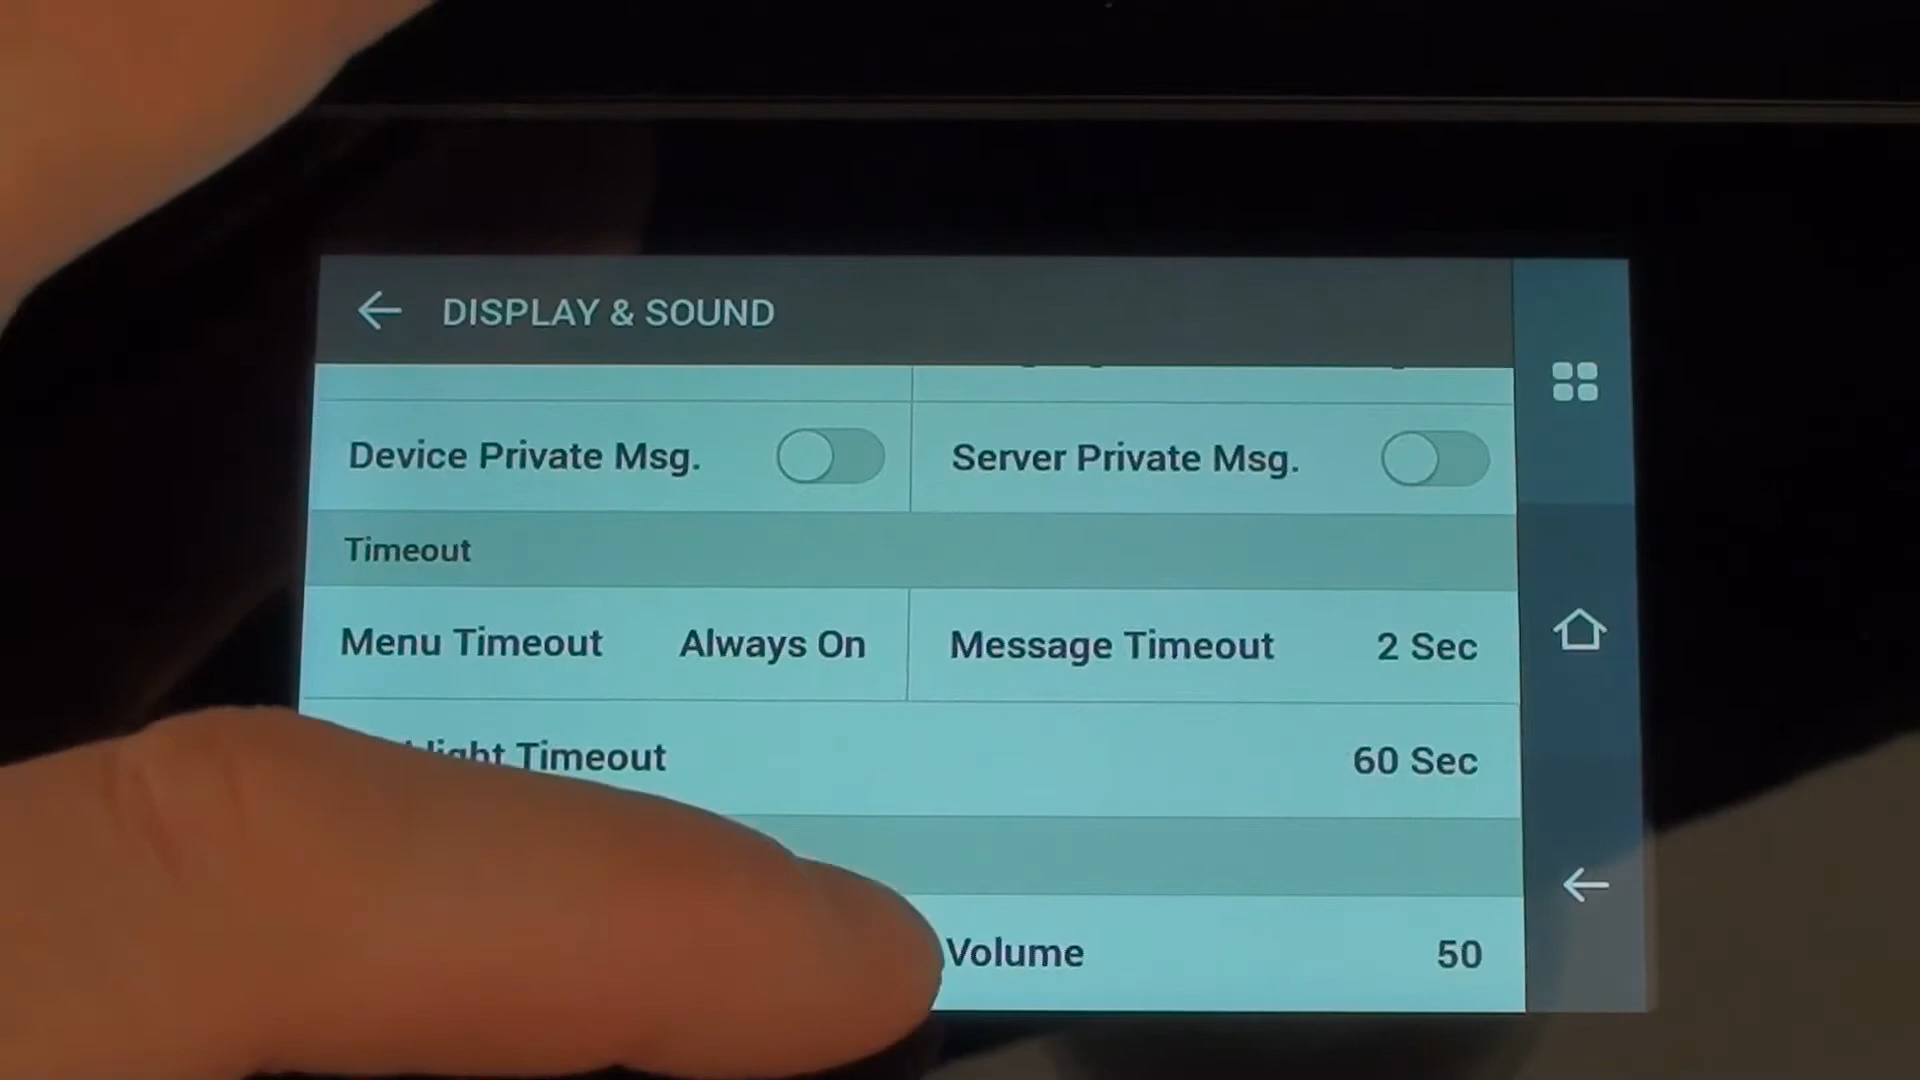 DISPLAY & SOUND
Device Private Msg.
Server Private Msg.
Timeout
Menu Timeout Always On
Message Timeout 2 Sec
Timeout 60 Sec
Volume 50